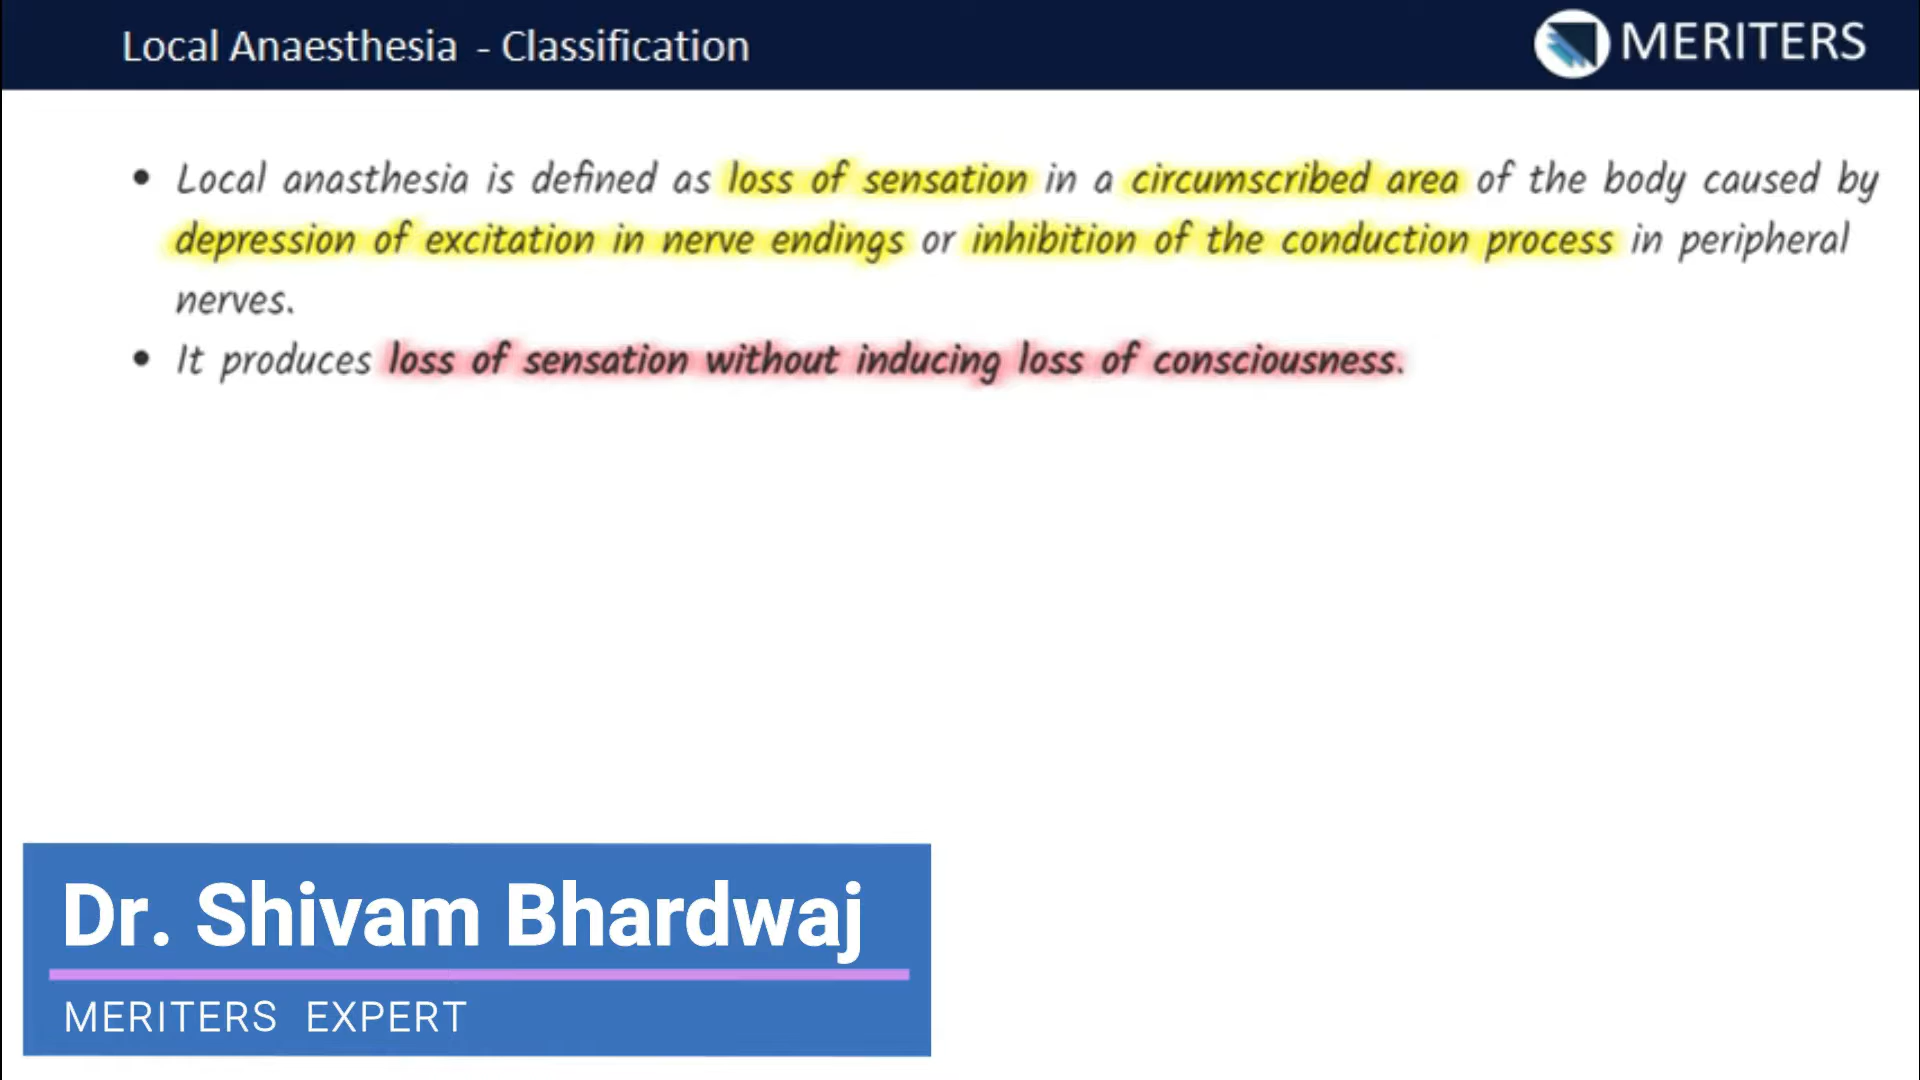 Local Anaesthesia - Classification
MERITERS
• Local anasthesia is defined as loss of sensation in a circumscribed area of the body caused by
depression of excitation in nerve endings or inhibition of the conduction process in peripheral
nerves.
• It produces loss of sensation without inducing loss of consciousness.
Dr. Shivam Bhardwaj
MERITERS EXPERT